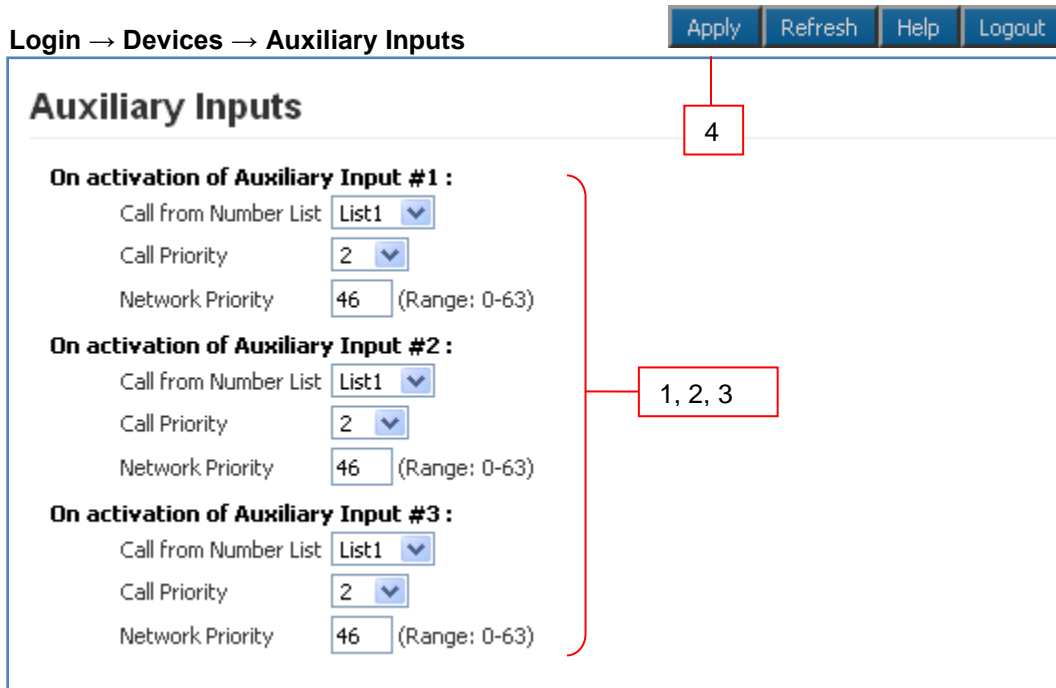 Login → Devices → Auxiliary Inputs
Apply Refresh Help Logout
Auxiliary Inputs
4
On activation of Auxiliary Input #1 :
Call from Number List List1
Call Priority 2
Network Priority 46 (Range: 0-63)
On activation of Auxiliary Input #2 :
Call from Number List List1
Call Priority 2
Network Priority 46 (Range: 0-63)
1, 2, 3
On activation of Auxiliary Input #3 :
Call from Number List List1
Call Priority 2
Network Priority 46 (Range: 0-63)